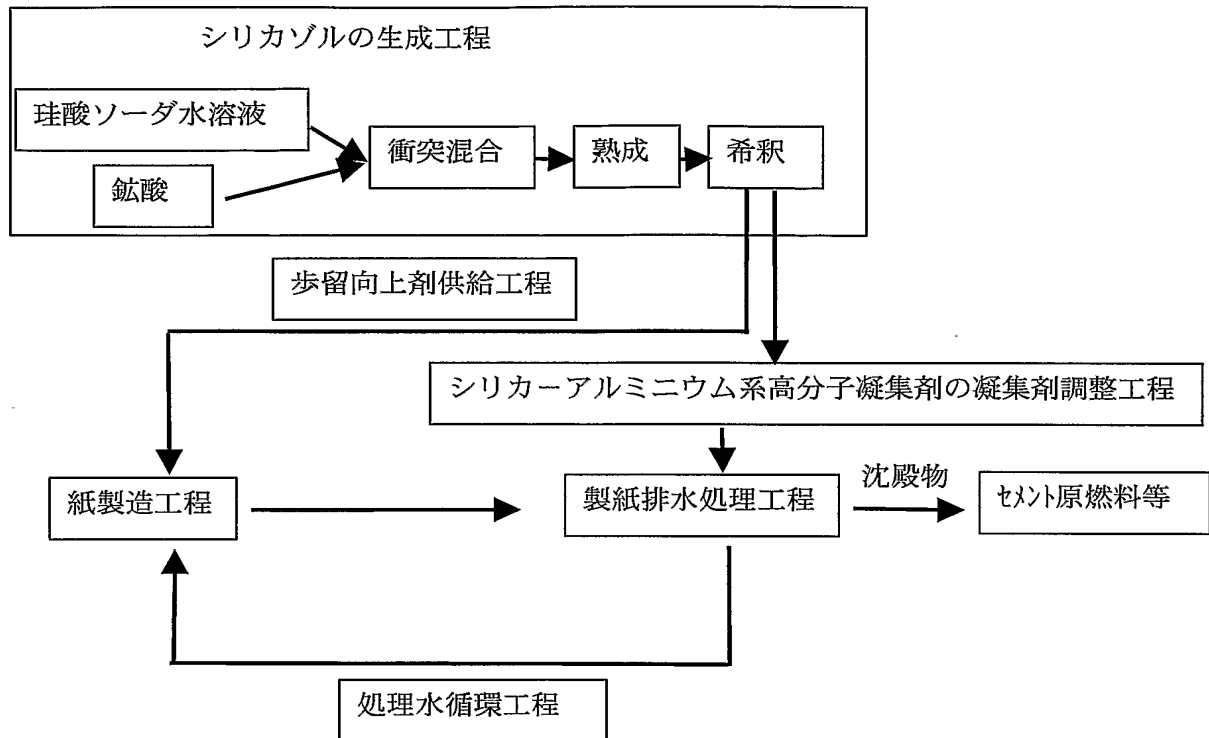 シリカゾルの生成工程
珪酸ソーダ水溶液
鉱酸
衝突混合
熟成
希釈
歩留向上剤供給工程
シリカーアルミニウム系高分子凝集剤の凝集剤調整工程
紙製造工程
製紙排水処理工程
沈殿物
セメント原燃料等
処理水循環工程